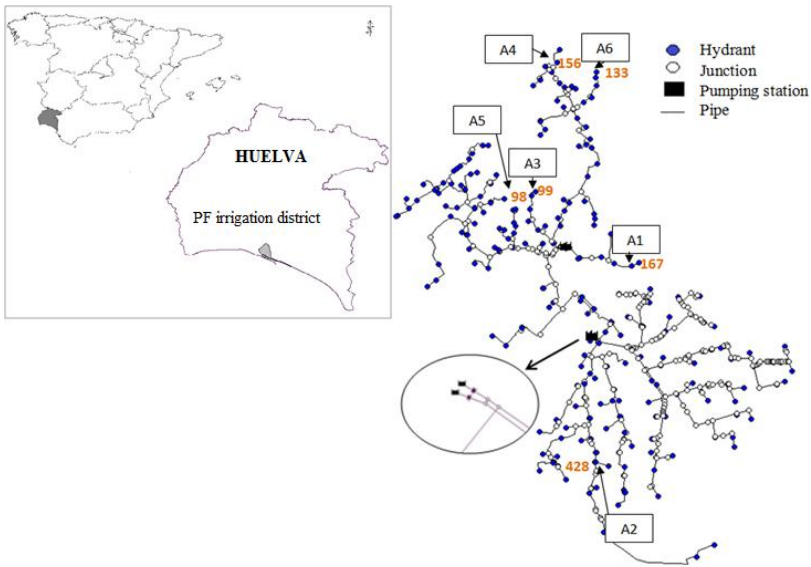 HUELVA
PF irrigation district
A4
156
A6
133
A5
A3
98
99
A1
167
428
A2
Hydrant
Junction
Pumping station
Pipe